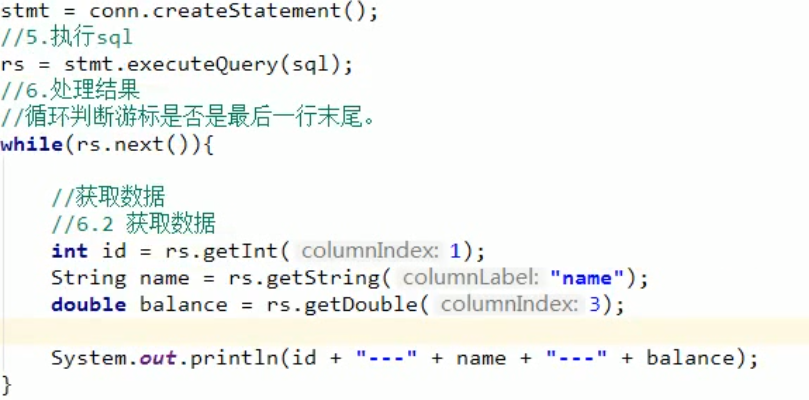 stmt = conn.createStatement();
//5.执行sql
rs = stmt.executeQuery(sql);
//6.处理结果
//循环判断游标是否是最后一行末尾。
while(rs.next()){
//获取数据
//6.2 获取数据
int id = rs.getInt( columnIndex: 1);
String name = rs.getString( columnLabel: "name");
double balance = rs.getDouble( columnIndex: 3);
System.out.println(id + "---" + name + "---" + balance);
}